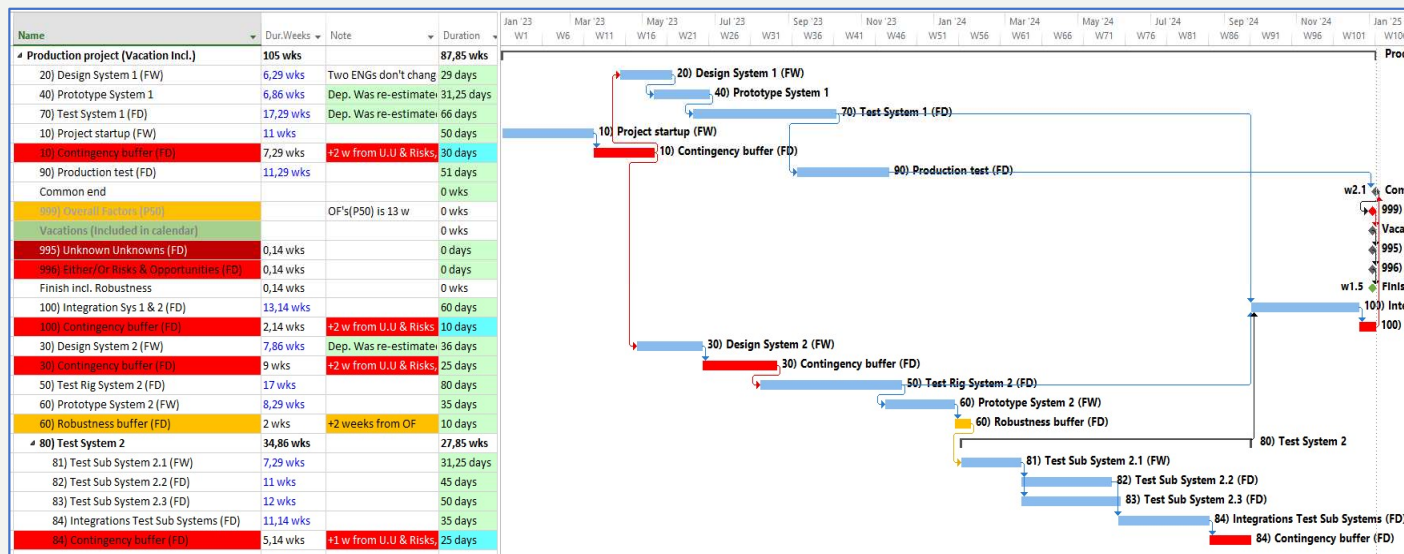 Jan '23 Mar '23 May '23 Jul '23 Sep '23 Nov '23 Jan '24 Mar '24 May '24 Jul '24 Sep '24 Nov '24 Jan '25
Name Dur.Weeks Note Duration W1 W6 W11 W16 W21 W26 W31 W36 W41 W46 W51 W56 W61 W66 W71 W76 W81 W86 W91 W96 W101 W106
Production project (Vacation Incl.) 105 wks 87,85 wks Proc
20) Design System 1 (FW) 6,29 wks Two ENGs don't chang 29 days 20) Design System 1 (FW)
40) Prototype System 1 6,86 wks Dep. Was re-estimate 31,25 days 40) Prototype System 1
70) Test System 1 (FD) 17,29 wks Dep. Was re-estimate 66 days 70) Test System 1 (FD)
10) Project startup (FW) 11 wks 50 days 10) Project startup (FW)
10) Contingency buffer (FD) 7,29 wks +2 w from U.U & Risks, 30 days 10) Contingency buffer (FD)
90) Production test (FD) 11,29 wks 51 days 90) Production test (FD)
Common end 0 wks w2.1 Com
999) Overall Factors (P50) OF's(P50) is 13 w 0 wks 999)
Vacations (Included in calendar) 0 wks Vaca
995) Unknown Unknowns (FD) 0,14 wks 0 days 995)
996) Either/Or Risks & Opportunities (FD) 0,14 wks 0 days 996)
Finish incl. Robustness 0,14 wks 0 wks w1.5 Finis
100) Integration Sys 1 & 2 (FD) 13,14 wks 60 days 100) Inte
100) Contingency buffer (FD) 2,14 wks +2 w from U.U & Risks 10 days 100)
30) Design System 2 (FW) 7,86 wks Dep. Was re-estimate 36 days 30) Design System 2 (FW)
30) Contingency buffer (FD) 9 wks +2 w from U.U & Risks, 25 days 30) Contingency buffer (FD)
50) Test Rig System 2 (FD) 17 wks 80 days 50) Test Rig System 2 (FD)
60) Prototype System 2 (FW) 8,29 wks 35 days 60) Prototype System 2 (FW)
60) Robustness buffer (FD) 2 wks +2 weeks from OF 10 days 60) Robustness buffer (FD)
80) Test System 2 34,86 wks 27,85 wks 80) Test System 2
81) Test Sub System 2.1 (FW) 7,29 wks 31,25 days 81) Test Sub System 2.1 (FW)
82) Test Sub System 2.2 (FD) 11 wks 45 days 82) Test Sub System 2.2 (FD)
83) Test Sub System 2.3 (FD) 12 wks 50 days 83) Test Sub System 2.3 (FD)
84) Integrations Test Sub Systems (FD) 11,14 wks 35 days 84) Integrations Test Sub Systems (FD)
84) Contingency buffer (FD) 5,14 wks +1 w from U.U & Risks, 25 days 84) Contingency buffer (FD)